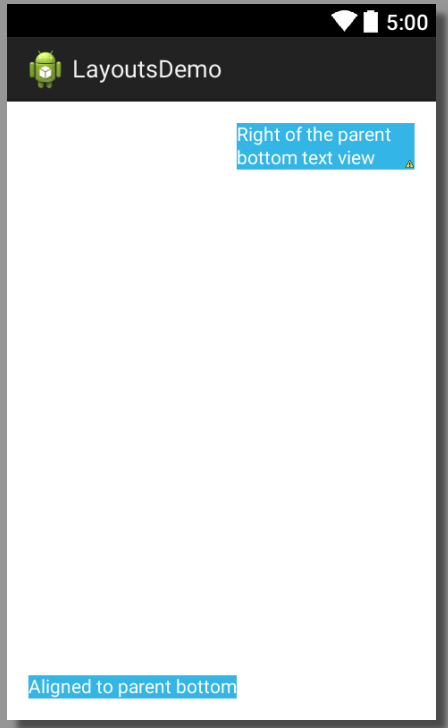 5:00
LayoutsDemo
Right of the parent
bottom text view
Aligned to parent bottom